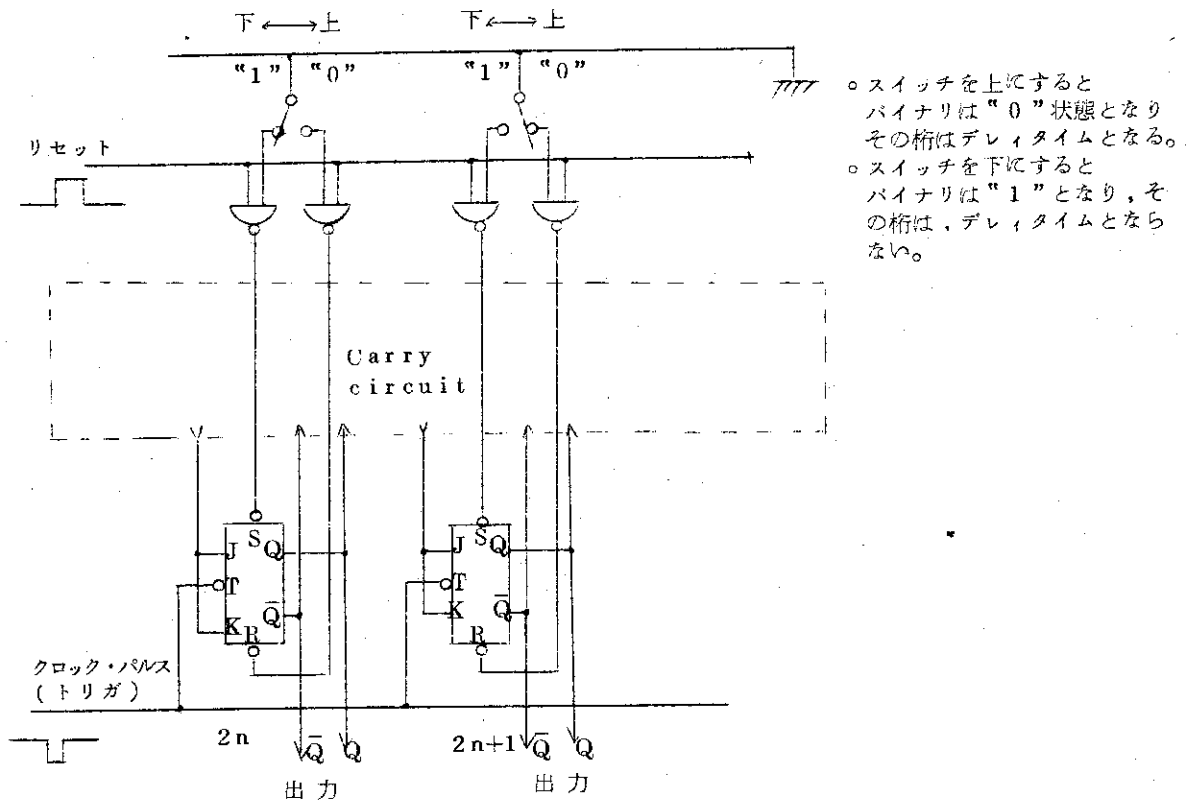 下 ⟷ 上 下 ⟷ 上
“1” “0” “1” “0”
。スイッチを上にすると
バイナリは“0”状態となり
その桁はデレィタイムとなる。
。スイッチを下にすると
バイナリは“1”となり，そ
の桁は，デレィタイムとなら
ない。
リセット
Carry
circuit
S Q
J
T
Q̄
K
R
S Q
J
T
Q̄
K
R
クロック・パルス
(トリガ)
2n Q̄ Q 2n+1 Q̄ Q
出力 出力